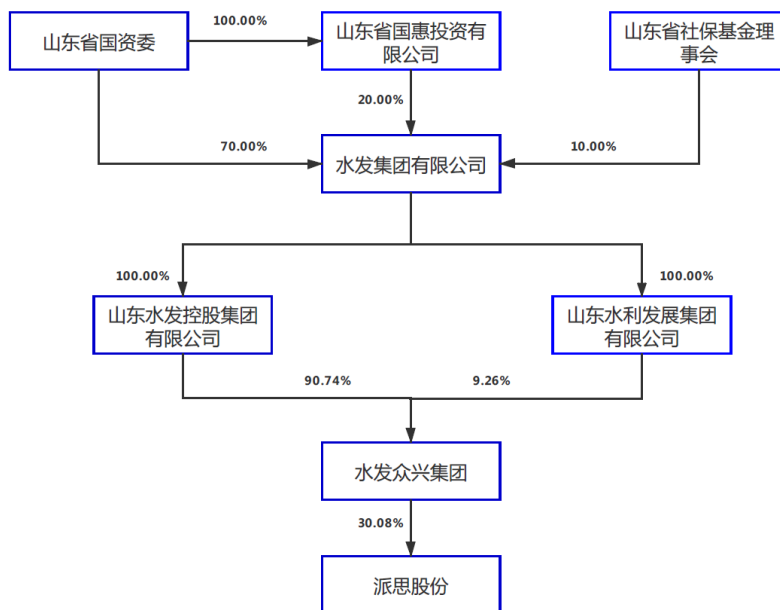 100.00%
山东省国资委
山东省国惠投资有
限公司
山东省社保基金理
事会
20.00%
70.00%
10.00%
水发集团有限公司
100.00%
100.00%
山东水发控股集团
有限公司
山东水利发展集团
有限公司
90.74%
9.26%
水发众兴集团
30.08%
派思股份